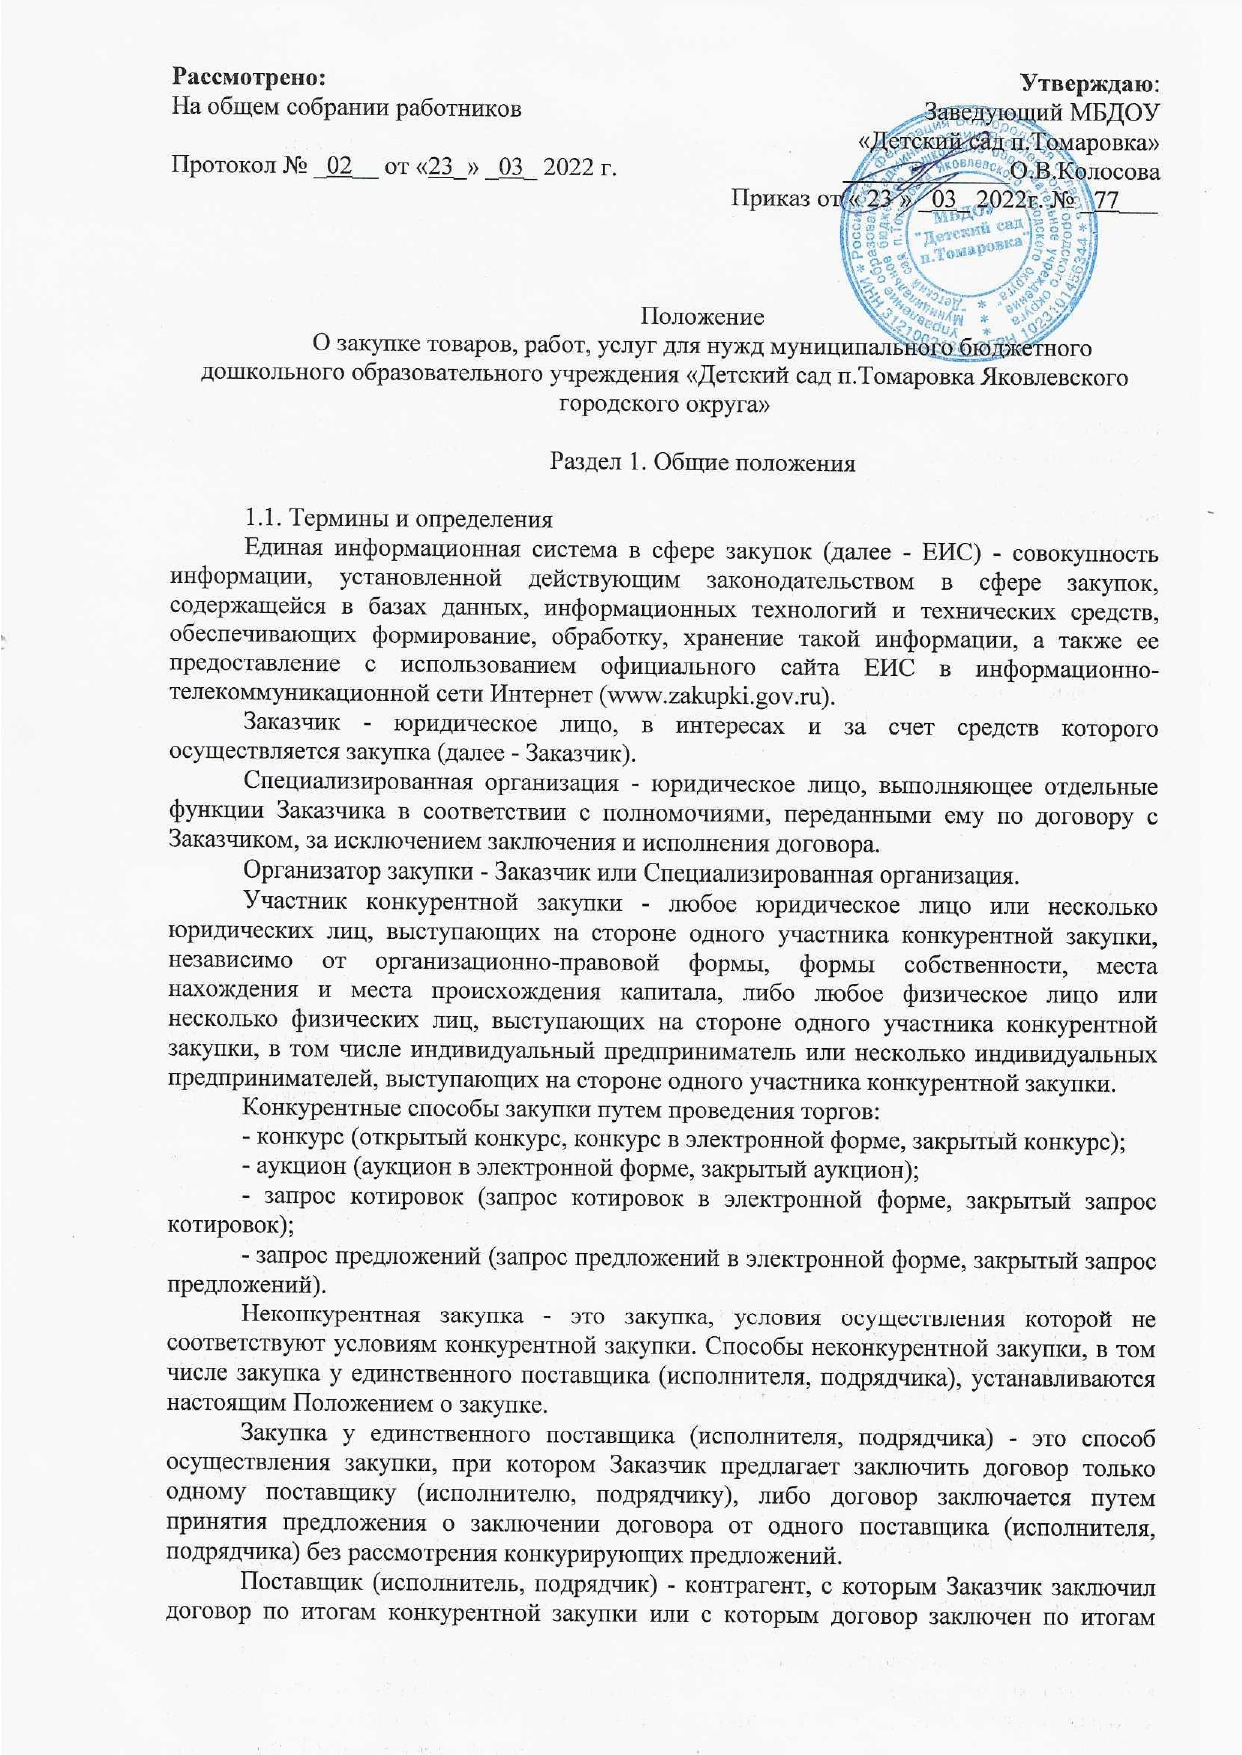 Рассмотрено:
На общем собрании работников
Протокол № _02__ от «23_» _03_ 2022 г.
Утверждаю:
Заведующий МБДОУ
«Детский сад п.Томаровка»
____________О.В.Колосова
Приказ от « 23 » _03_ 2022г. № _77___
МБДОУ
"Детский сад
п.Томаровка"
Положение
О закупке товаров, работ, услуг для нужд муниципального бюджетного
дошкольного образовательного учреждения «Детский сад п.Томаровка Яковлевского
городского округа»
Раздел 1. Общие положения
1.1. Термины и определения
Единая информационная система в сфере закупок (далее - ЕИС) - совокупность
информации, установленной действующим законодательством в сфере закупок,
содержащейся в базах данных, информационных технологий и технических средств,
обеспечивающих формирование, обработку, хранение такой информации, а также ее
предоставление с использованием официального сайта ЕИС в информационно-
телекоммуникационной сети Интернет (www.zakupki.gov.ru).
Заказчик - юридическое лицо, в интересах и за счет средств которого
осуществляется закупка (далее - Заказчик).
Специализированная организация - юридическое лицо, выполняющее отдельные
функции Заказчика в соответствии с полномочиями, переданными ему по договору с
Заказчиком, за исключением заключения и исполнения договора.
Организатор закупки - Заказчик или Специализированная организация.
Участник конкурентной закупки - любое юридическое лицо или несколько
юридических лиц, выступающих на стороне одного участника конкурентной закупки,
независимо от организационно-правовой формы, формы собственности, места
нахождения и места происхождения капитала, либо любое физическое лицо или
несколько физических лиц, выступающих на стороне одного участника конкурентной
закупки, в том числе индивидуальный предприниматель или несколько индивидуальных
предпринимателей, выступающих на стороне одного участника конкурентной закупки.
Конкурентные способы закупки путем проведения торгов:
- конкурс (открытый конкурс, конкурс в электронной форме, закрытый конкурс);
- аукцион (аукцион в электронной форме, закрытый аукцион);
- запрос котировок (запрос котировок в электронной форме, закрытый запрос
котировок);
- запрос предложений (запрос предложений в электронной форме, закрытый запрос
предложений).
Неконкурентная закупка - это закупка, условия осуществления которой не
соответствуют условиям конкурентной закупки. Способы неконкурентной закупки, в том
числе закупка у единственного поставщика (исполнителя, подрядчика), устанавливаются
настоящим Положением о закупке.
Закупка у единственного поставщика (исполнителя, подрядчика) - это способ
осуществления закупки, при котором Заказчик предлагает заключить договор только
одному поставщику (исполнителю, подрядчику), либо договор заключается путем
принятия предложения о заключении договора от одного поставщика (исполнителя,
подрядчика) без рассмотрения конкурирующих предложений.
Поставщик (исполнитель, подрядчик) - контрагент, с которым Заказчик заключил
договор по итогам конкурентной закупки или с которым договор заключен по итогам